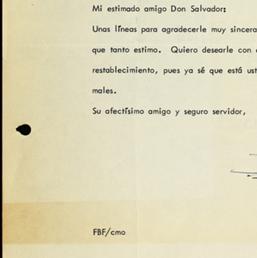 Mi estimado amigo Don Salvador:
Unas líneas para agradecerle muy sincera
que tanto estimo. Quiero desearle con
restablecimiento, pues ya sé que está ust
males.
Su afectísimo amigo y seguro servidor,
FBF/cmo